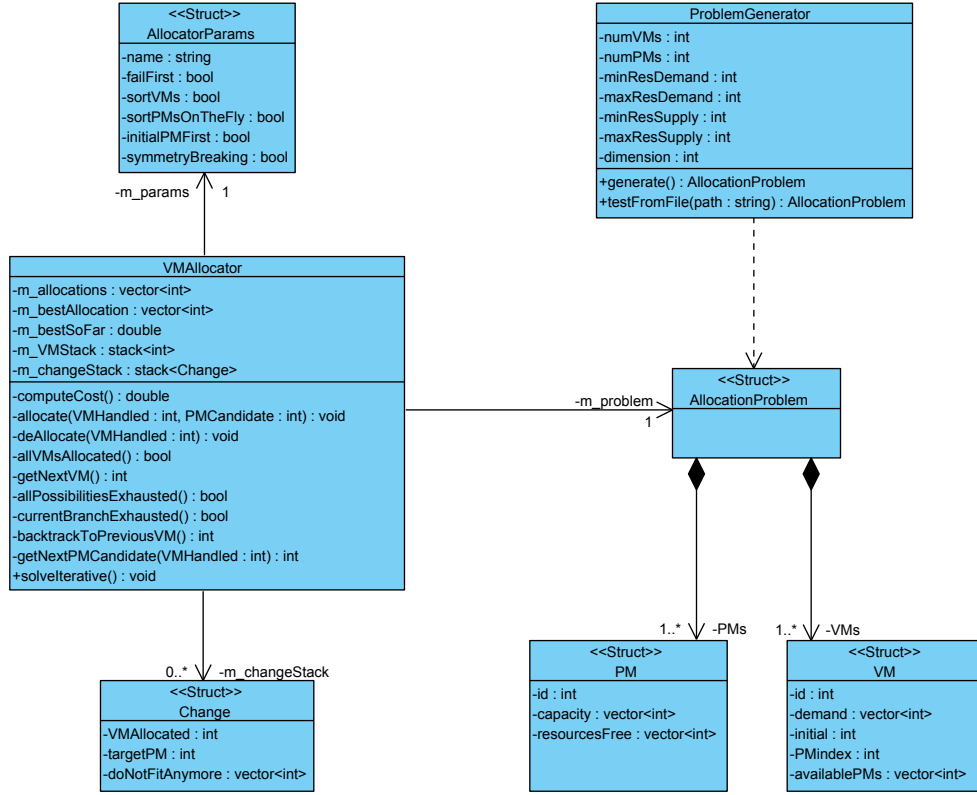 <<Struct>>
AllocatorParams
-name : string
-failFirst : bool
-sortVMs : bool
-sortPMsOnTheFly : bool
-initialPMFirst : bool
-symmetryBreaking : bool
ProblemGenerator
-numVMs : int
-numPMs : int
-minResDemand : int
-maxResDemand : int
-minResSupply : int
-maxResSupply : int
-dimension : int
+generate() : AllocationProblem
+testFromFile(path : string) : AllocationProblem
-m_params
1
VMAllocator
-m_allocations : vector<int>
-m_bestAllocation : vector<int>
-m_bestSoFar : double
-m_VMStack : stack<int>
-m_changeStack : stack<Change>
-computeCost() : double
-allocate(VMHandled : int, PMCandidate : int) : void
-deAllocate(VMHandled : int) : void
-allVMsAllocated() : bool
-getNextVM() : int
-allPossibilitiesExhausted() : bool
-currentBranchExhausted() : bool
-backtrackToPreviousVM() : int
-getNextPMCandidate(VMHandled : int) : int
+solveIterative() : void
-m_problem
1
<<Struct>>
AllocationProblem
0..*
-m_changeStack
1..*
-PMs
1..*
-VMs
<<Struct>>
Change
-VMAllocated : int
-targetPM : int
-doNotFitAnymore : vector<int>
<<Struct>>
PM
-id : int
-capacity : vector<int>
-resourcesFree : vector<int>
<<Struct>>
VM
-id : int
-demand : vector<int>
-initial : int
-PMindex : int
-availablePMs : vector<int>